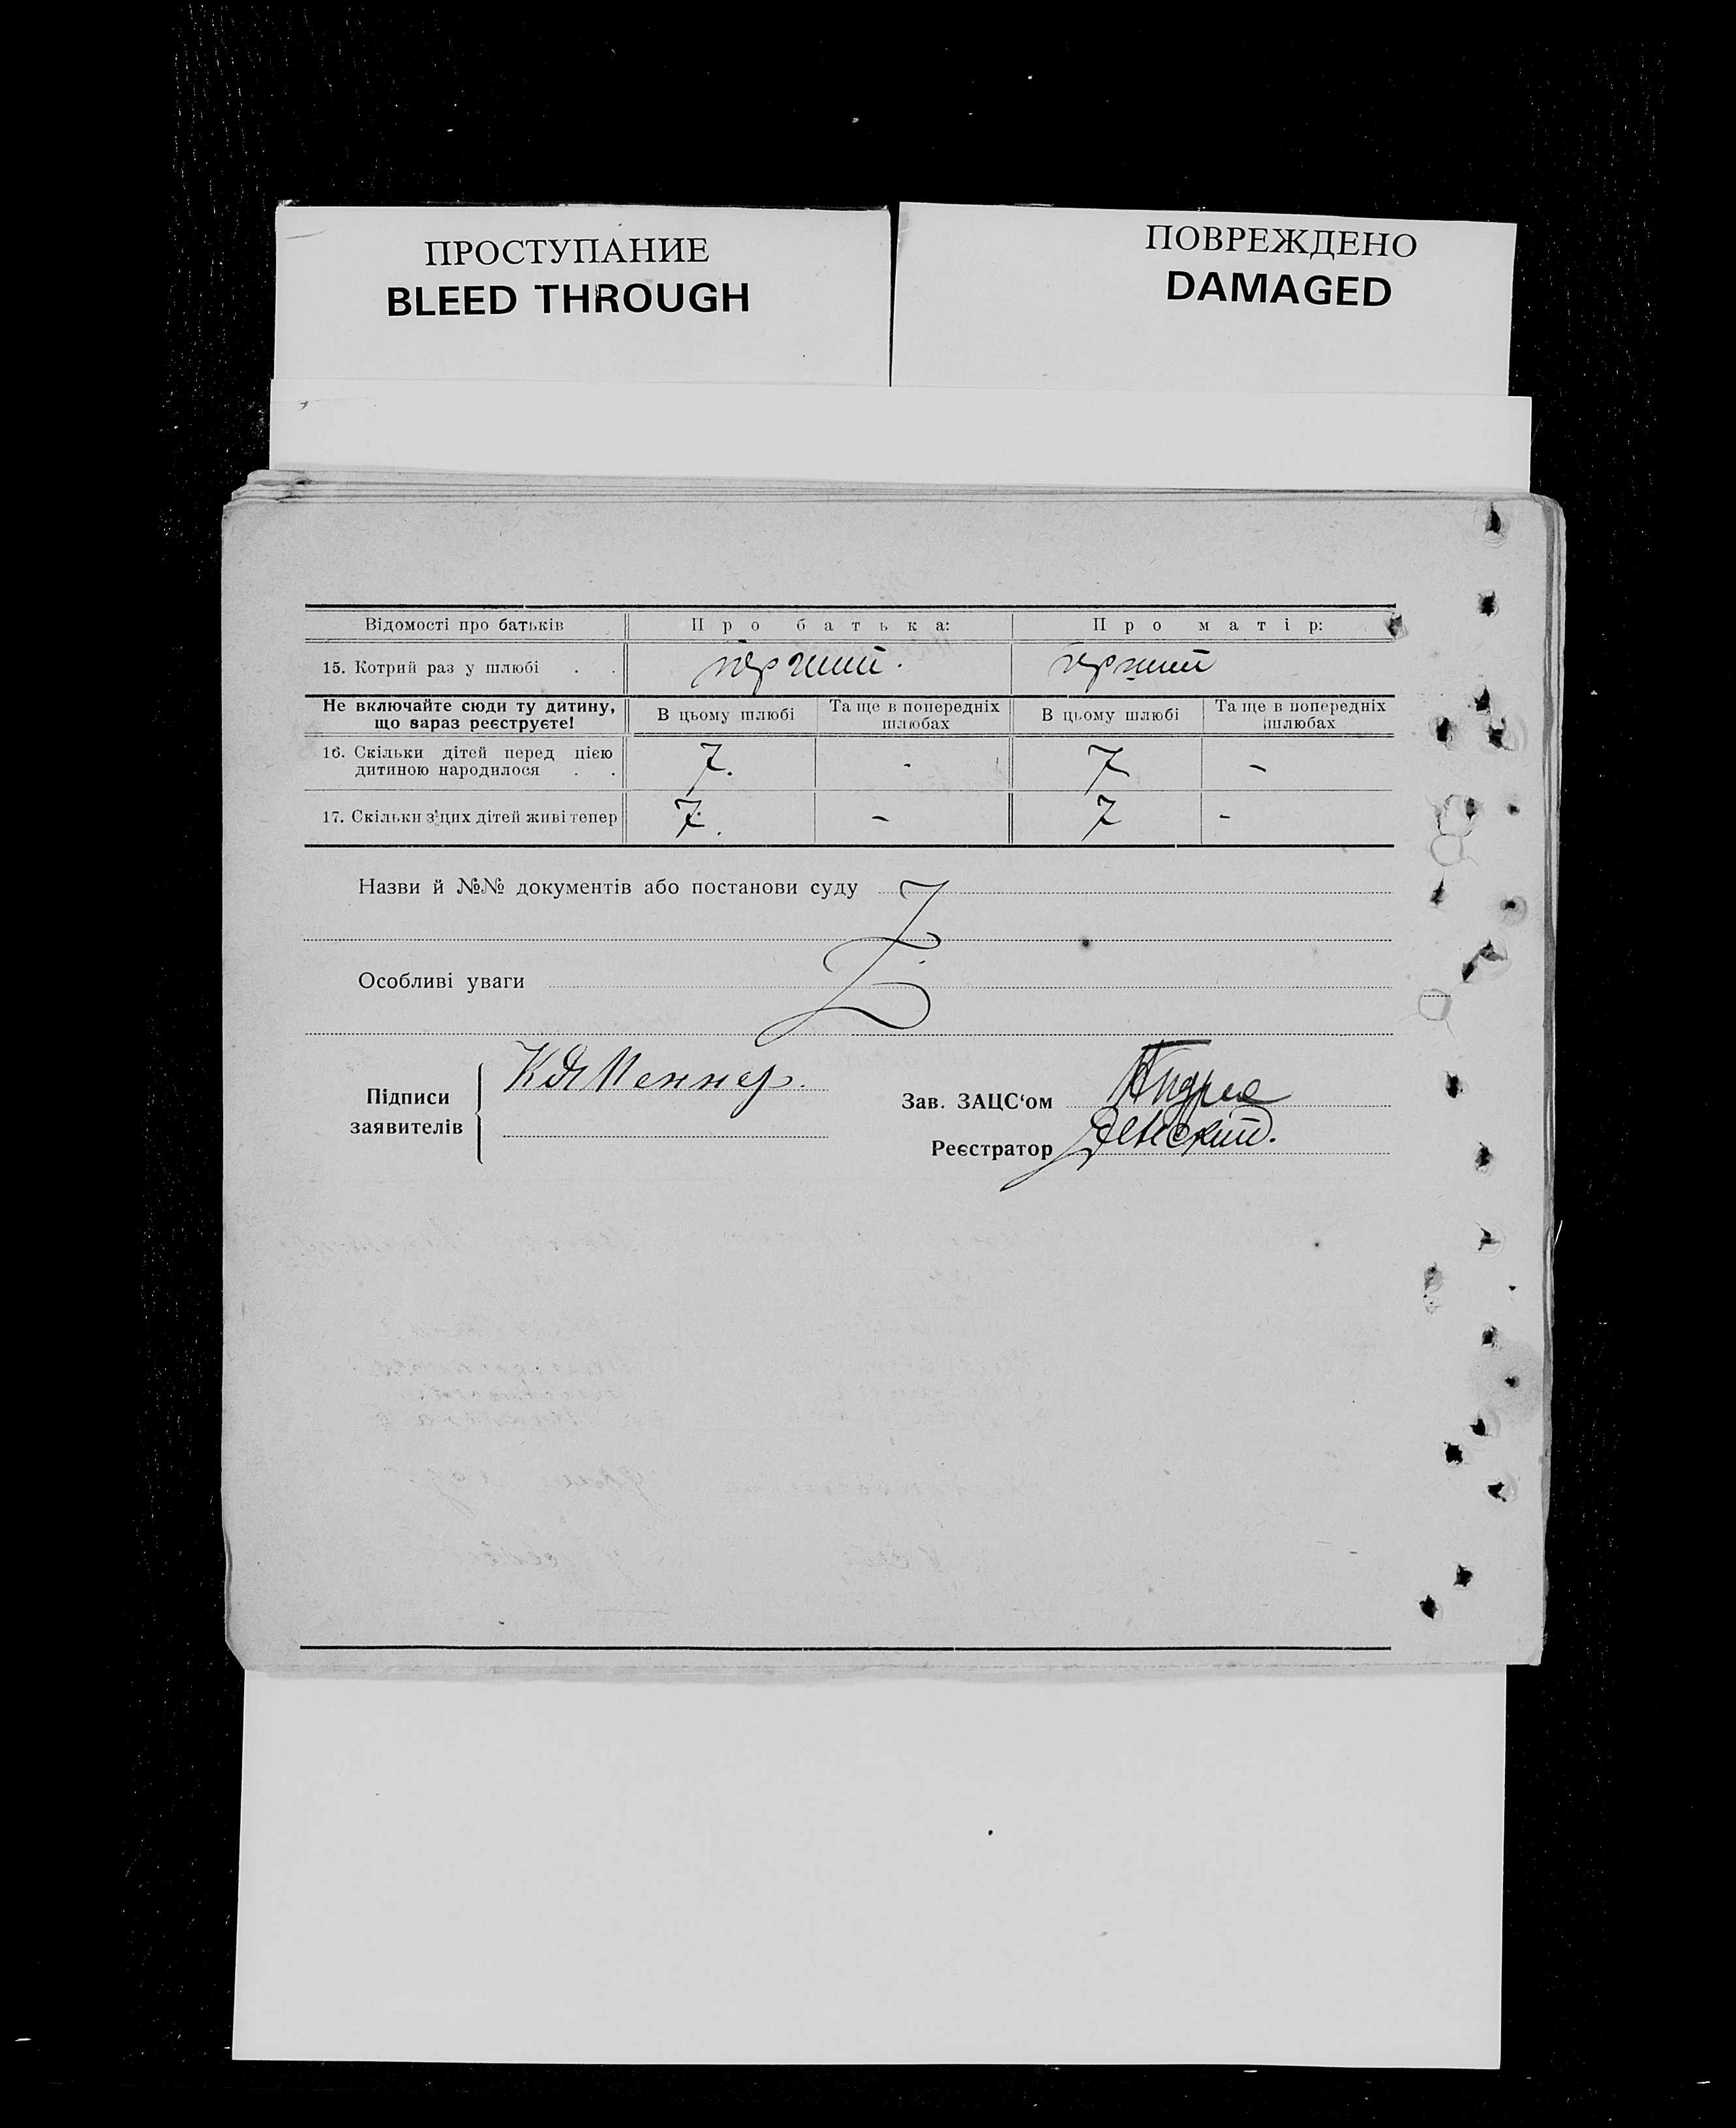 ПРОСТУПАНИЕ
BLEED THROUGH
ПОВРЕЖДЕНО
DAMAGED
Відомості про батьків Про батька: Про матір:
15. Котрий раз у шлюбі . . перший. перший
Не включайте сюди ту дитину, що зараз реєструєте! В цьому шлюбі Та ще в попередніх шлюбах В цьому шлюбі Та ще в попередніх шлюбах
16. Скільки дітей перед цією дитиною народилося . . 7. - 7 -
17. Скільки з цих дітей живі тепер 7. - 7 -
Назви й №№ документів або постанови суду
Особливі уваги
Підписи заявителів
Зав. ЗАЦС‘ом
Реєстратор